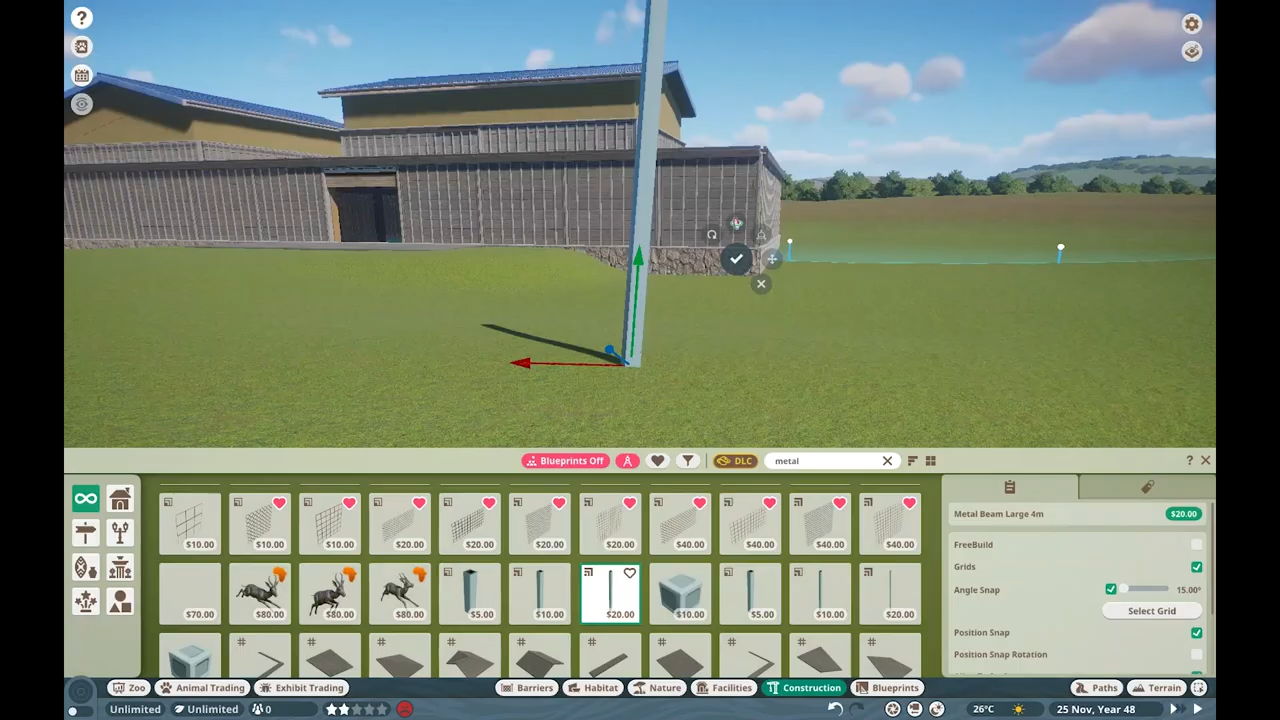 ?
Blueprints Off
DLC
metal
?
$10.00
$10.00
$10.00
$20.00
$20.00
$20.00
$20.00
$40.00
$40.00
$40.00
$40.00
$70.00
$80.00
$80.00
$80.00
$5.00
$10.00
$20.00
$10.00
$5.00
$10.00
$20.00
Metal Beam Large 4m
$20.00
FreeBuild
Grids
Angle Snap
15.00°
Select Grid
Position Snap
Position Snap Rotation
Zoo
Animal Trading
Exhibit Trading
Barriers
Habitat
Nature
Facilities
Construction
Blueprints
Paths
Terrain
Unlimited
Unlimited
0
26°C
25 Nov, Year 48